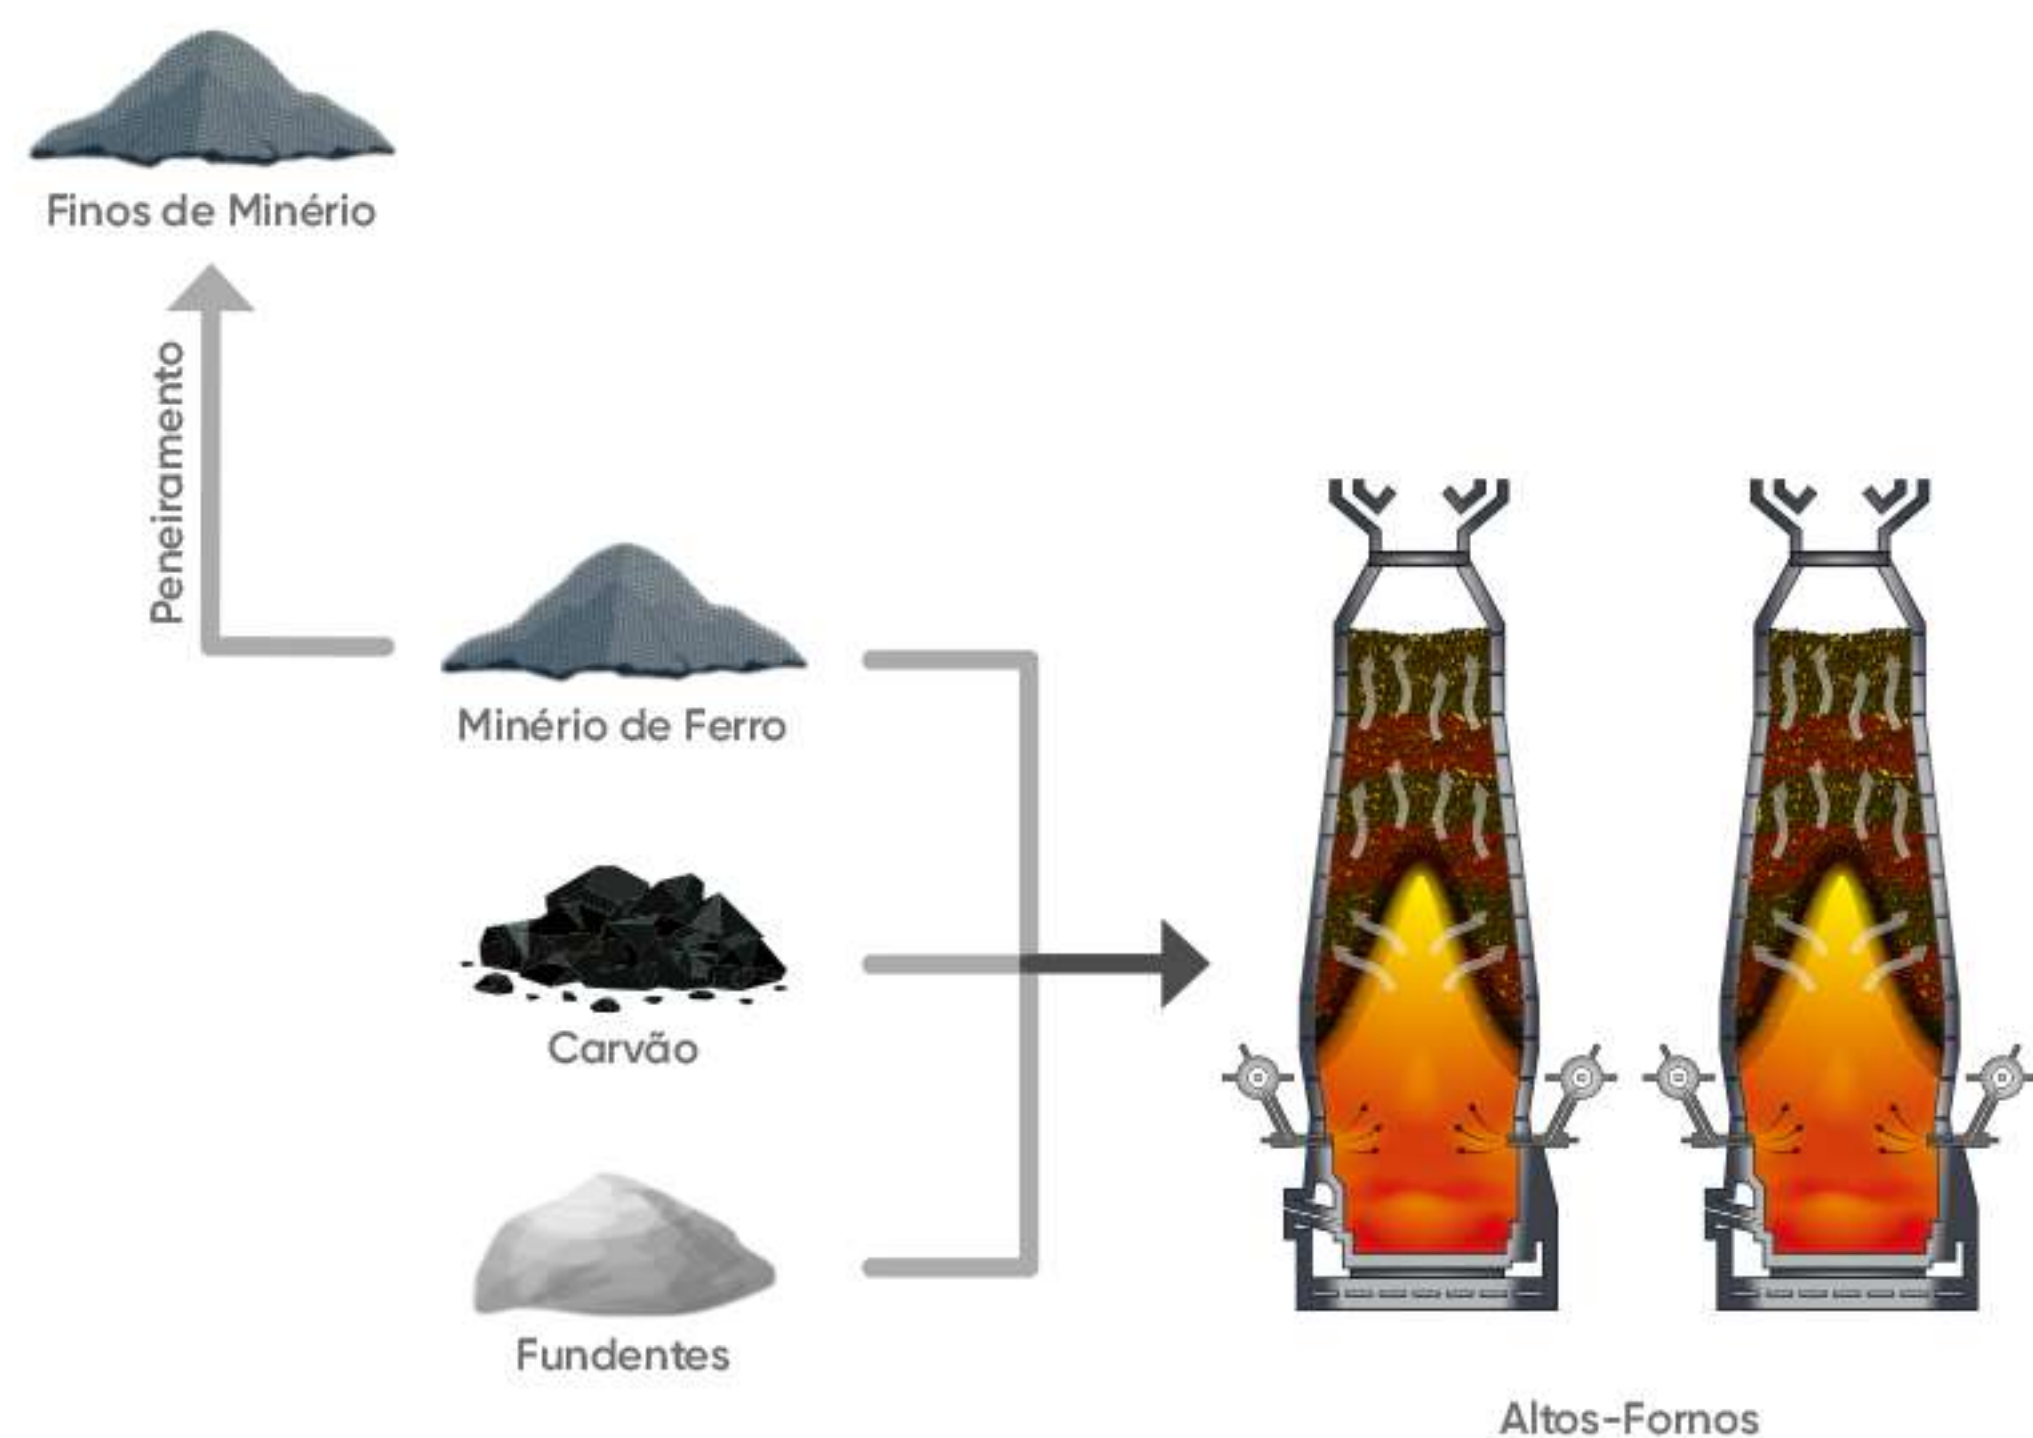 Finos de Minério
Peneiramento
Minério de Ferro
Carvão
Fundentes
Altos-Fornos